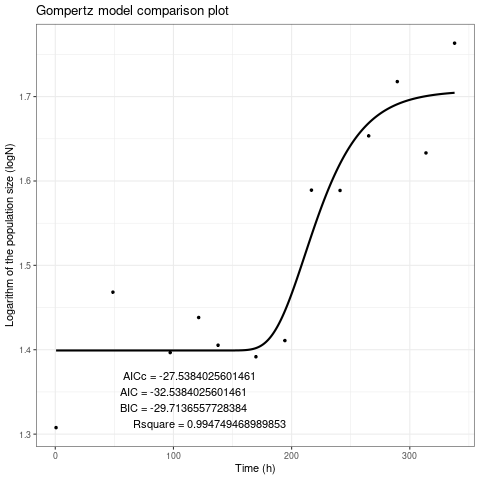 Gompertz model comparison plot
Logarithm of the population size (logN)
1.7
1.6
1.5
1.4
1.3
AICc = -27.5384025601461
AIC = -32.5384025601461
BIC = -29.7136557728384
Rsquare = 0.994749468989853
0 100 200 300
Time (h)